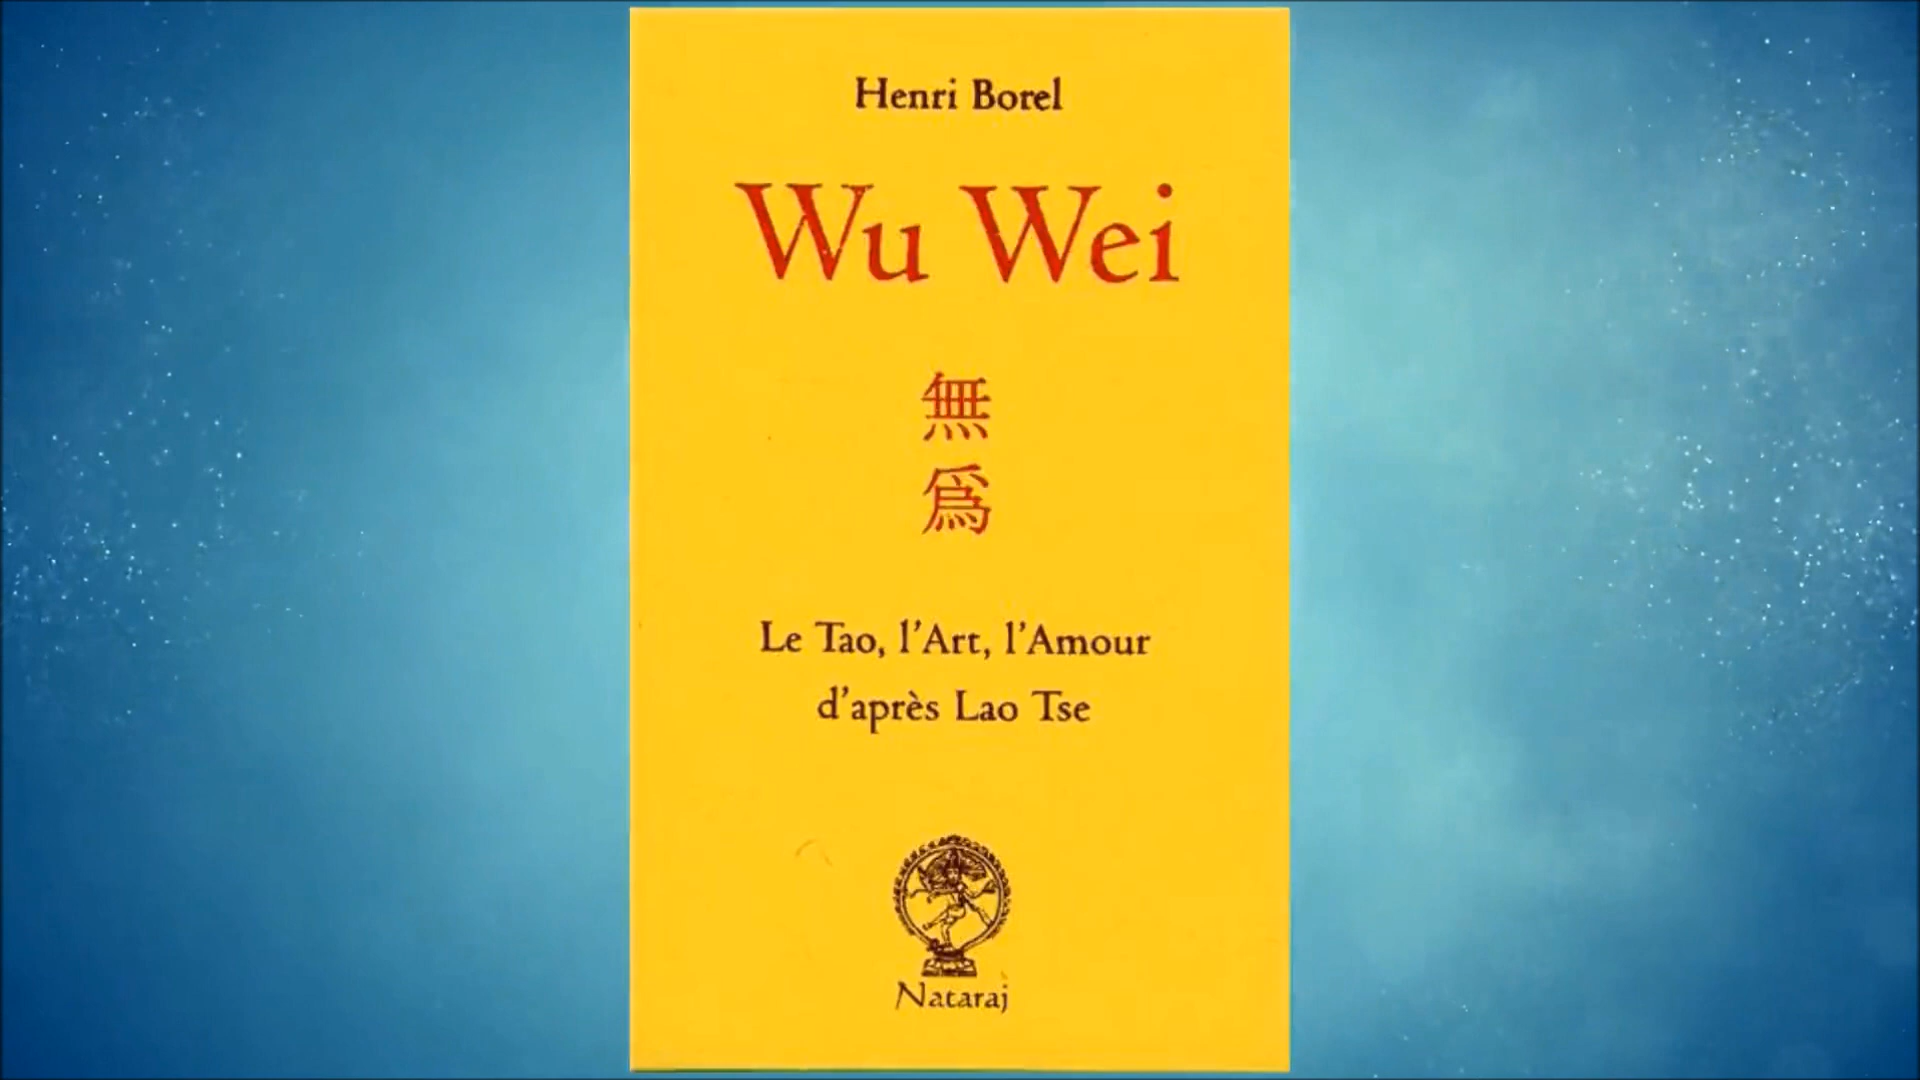 Henri Borel
Wu Wei
無
爲
Le Tao, l'Art, l'Amour
d'après Lao Tse
Nataraj